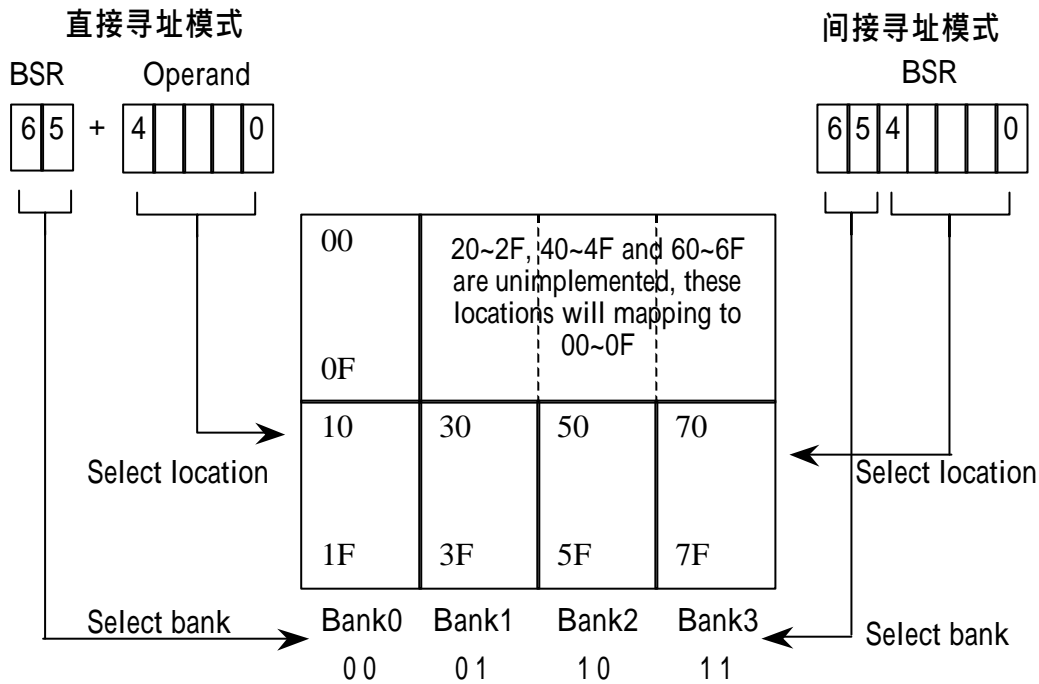 直接寻址模式
间接寻址模式
BSR Operand
BSR
6 5 + 4 0
6 5 4 0
00
20~2F, 40~4F and 60~6F
are unimplemented, these
locations will mapping to
00~0F
0F
10 30 50 70
Select location
Select location
1F 3F 5F 7F
Select bank
Bank0 Bank1 Bank2 Bank3
Select bank
0 0 0 1 1 0 1 1